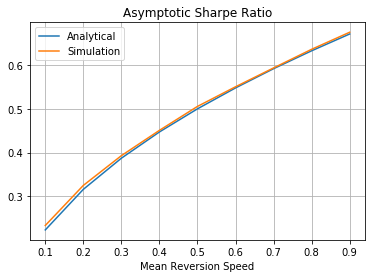 Asymptotic Sharpe Ratio
Analytical
Simulation
0.6
0.5
0.4
0.3
0.1 0.2 0.3 0.4 0.5 0.6 0.7 0.8 0.9
Mean Reversion Speed